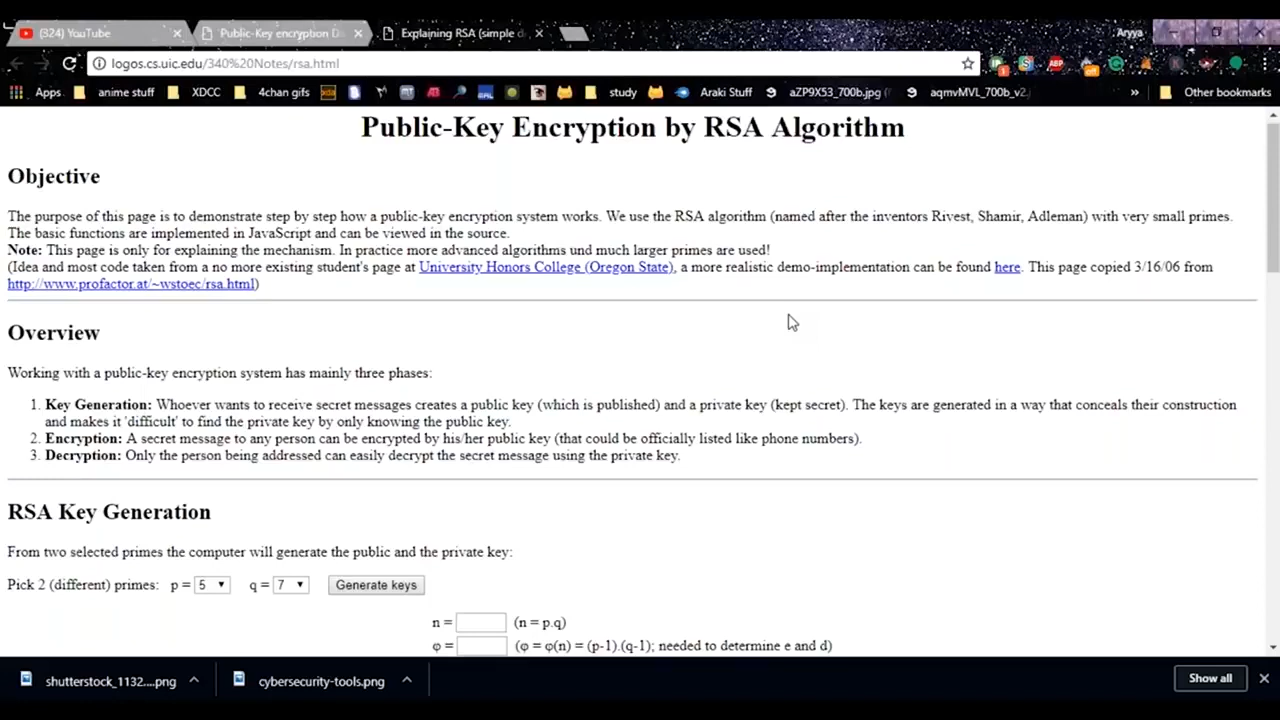 (324) YouTube
Public-Key encryption D
Explaining RSA (simple d
Aryya
logos.cs.uic.edu/340%20Notes/rsa.html
Apps anime stuff XDCC 4chan gifs study Araki Stuff aZP9X53_700b.jpg ( aqmvMVL_700b_v2. » Other bookmarks
Public-Key Encryption by RSA Algorithm
Objective
The purpose of this page is to demonstrate step by step how a public-key encryption system works. We use the RSA algorithm (named after the inventors Rivest, Shamir, Adleman) with very small primes.
The basic functions are implemented in JavaScript and can be viewed in the source.
Note: This page is only for explaining the mechanism. In practice more advanced algorithms und much larger primes are used!
(Idea and most code taken from a no more existing student's page at University Honors College (Oregon State), a more realistic demo-implementation can be found here. This page copied 3/16/06 from
http://www.profactor.at/~wstoec/rsa.html)
Overview
Working with a public-key encryption system has mainly three phases:
1. Key Generation: Whoever wants to receive secret messages creates a public key (which is published) and a private key (kept secret). The keys are generated in a way that conceals their construction
and makes it 'difficult' to find the private key by only knowing the public key.
2. Encryption: A secret message to any person can be encrypted by his/her public key (that could be officially listed like phone numbers).
3. Decryption: Only the person being addressed can easily decrypt the secret message using the private key.
RSA Key Generation
From two selected primes the computer will generate the public and the private key:
Pick 2 (different) primes: p = 5 q = 7 Generate keys
n = (n = p.q)
φ = (φ = φ(n) = (p-1).(q-1); needed to determine e and d)
shutterstock_1132....png cybersecurity-tools.png Show all